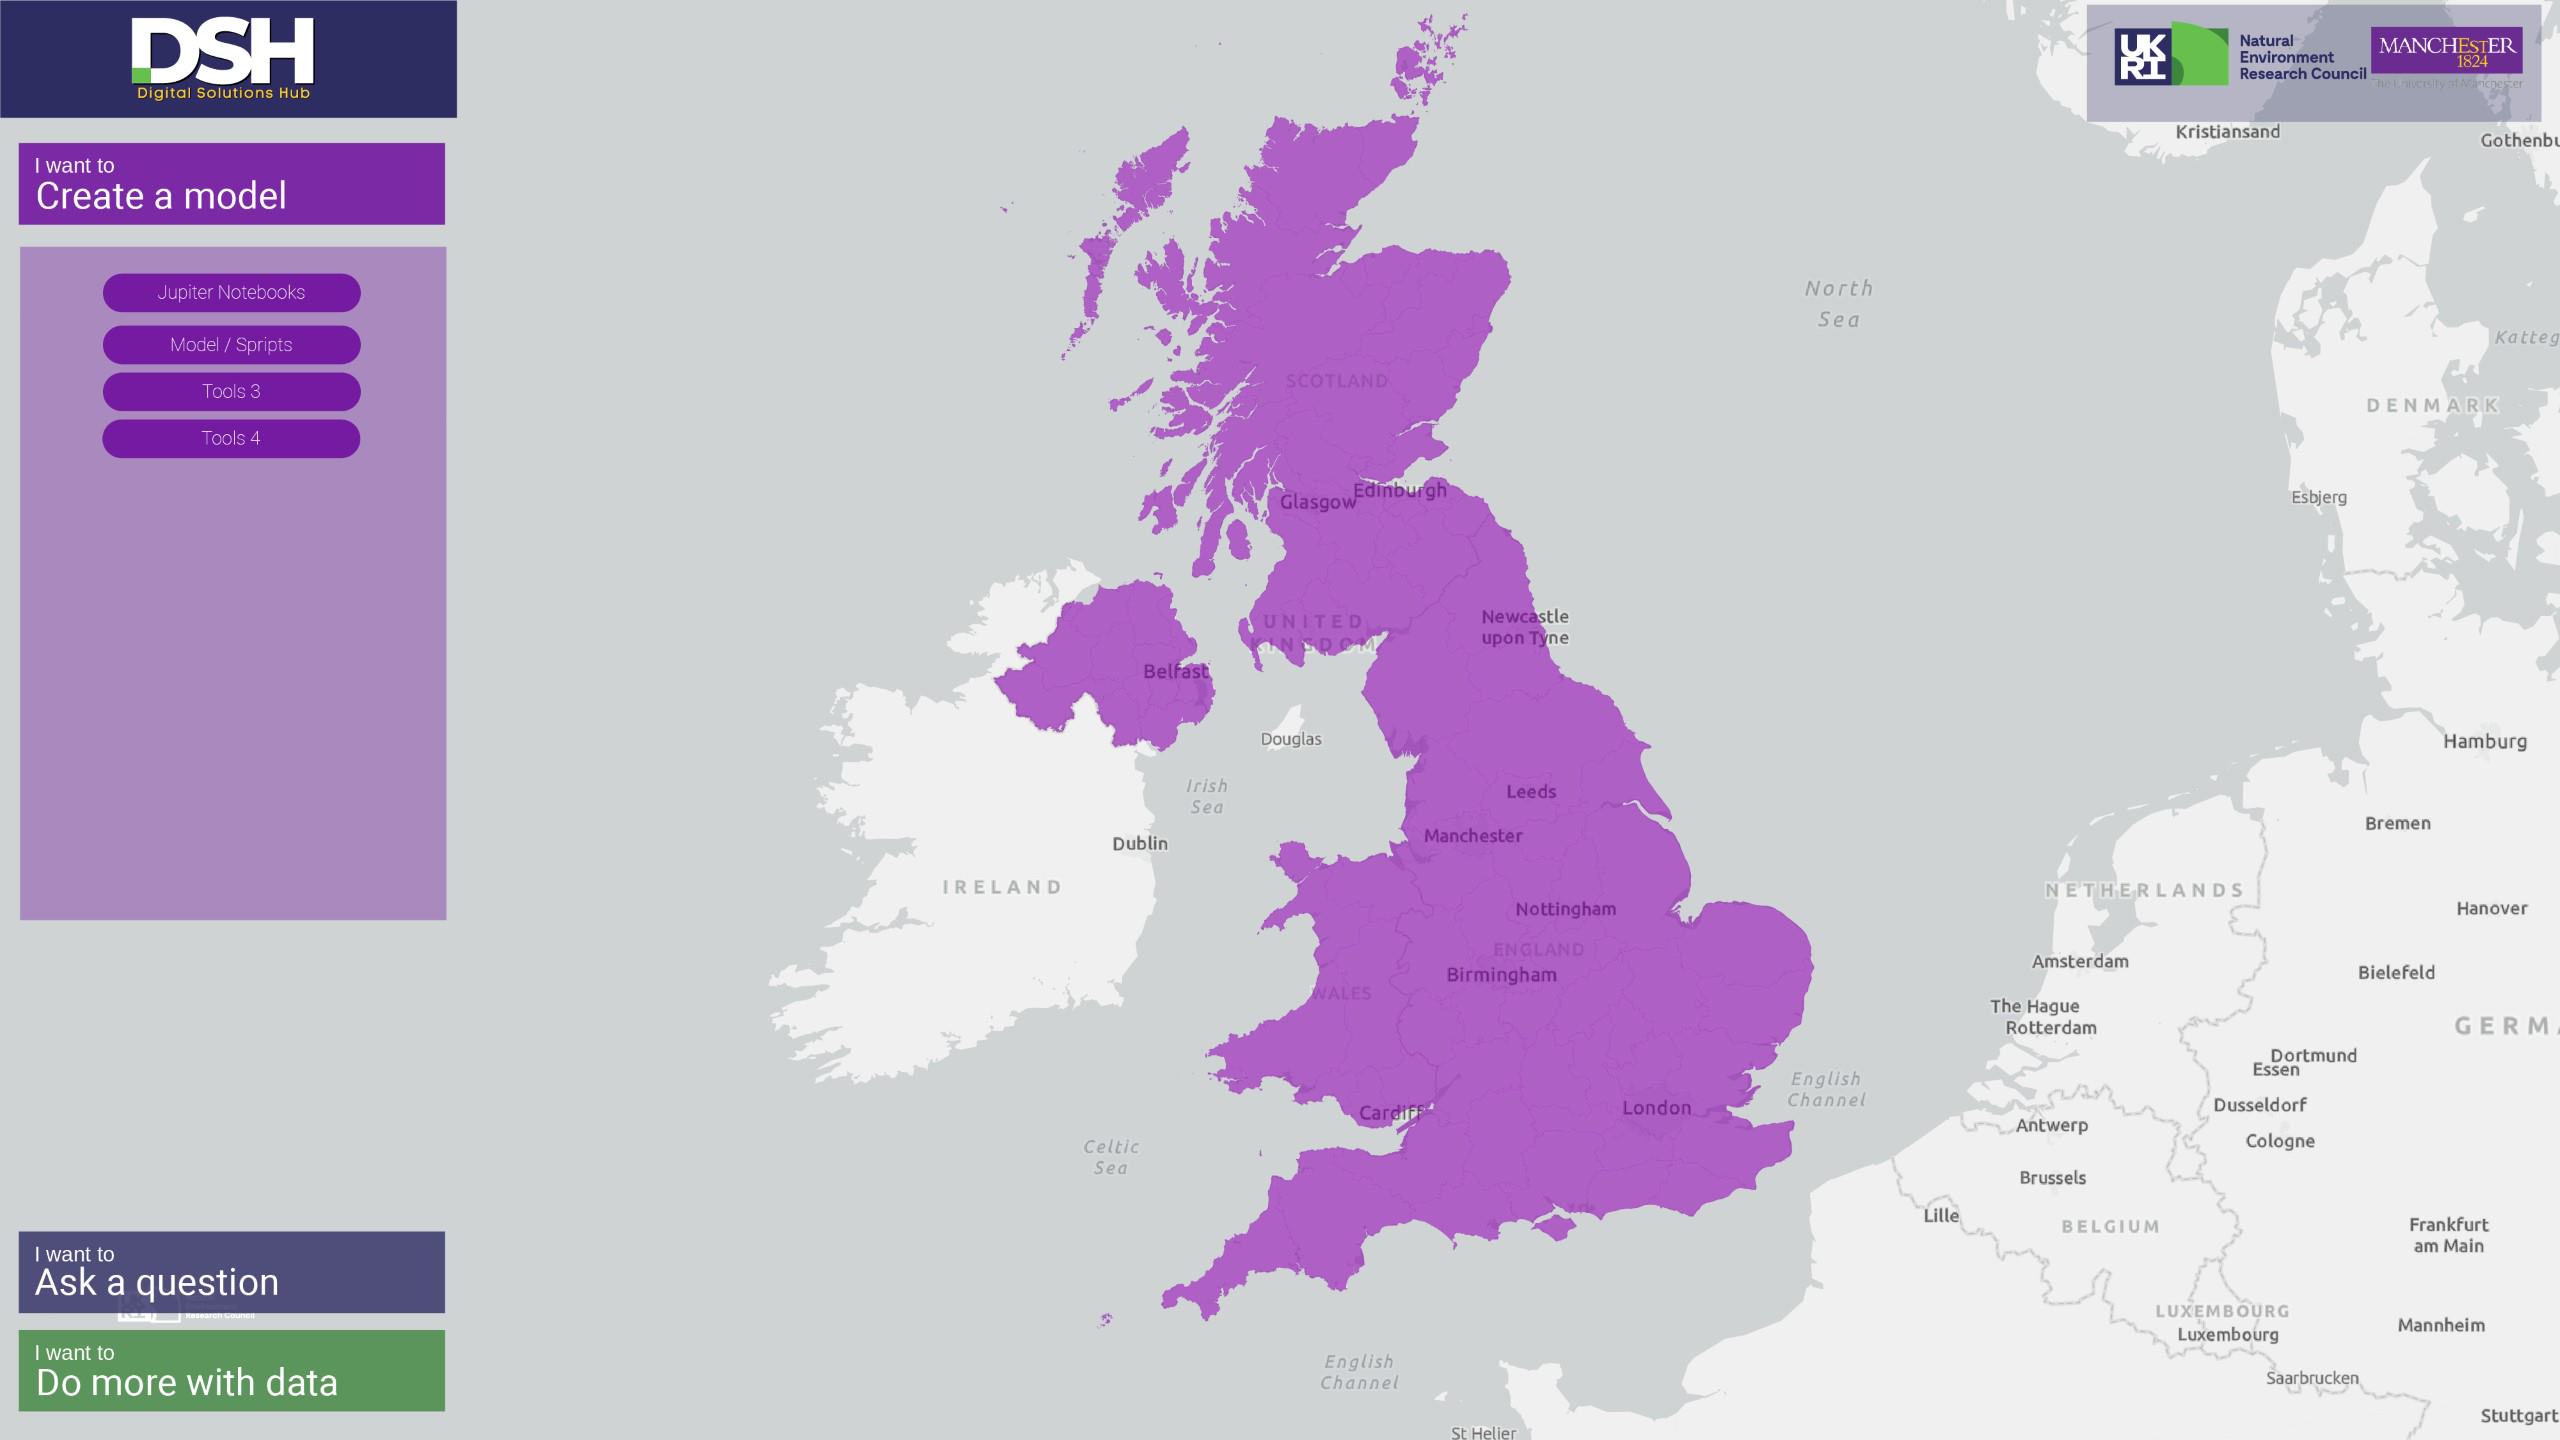 DSH
Digital Solutions Hub
I want to
Create a model
Jupiter Notebooks
Model / Spripts
Tools 3
Tools 4
I want to
Ask a question
Research Council
I want to
Do more with data
UK
RI
Natural
Environment
Research Council
MANCHEStER
1824
The University of Manchester
Kristiansand
Gothenbu
North
Sea
Katteg
SCOTLAND
DENMARK
Edinburgh
Glasgow
Esbjerg
UNITED
KINGDOM
Newcastle
upon Tyne
Belfast
Douglas
Hamburg
Irish
Sea
Leeds
Bremen
Manchester
Dublin
IRELAND
NETHERLANDS
Nottingham
Hanover
ENGLAND
Amsterdam
Birmingham
Bielefeld
WALES
The Hague
Rotterdam
GERMA
Dortmund
Essen
English
Channel
Cardiff
London
Dusseldorf
Antwerp
Cologne
Celtic
Sea
Brussels
Lille
BELGIUM
Frankfurt
am Main
LUXEMBOURG
Luxembourg
Mannheim
English
Channel
Saarbrucken
Stuttgart
St Helier